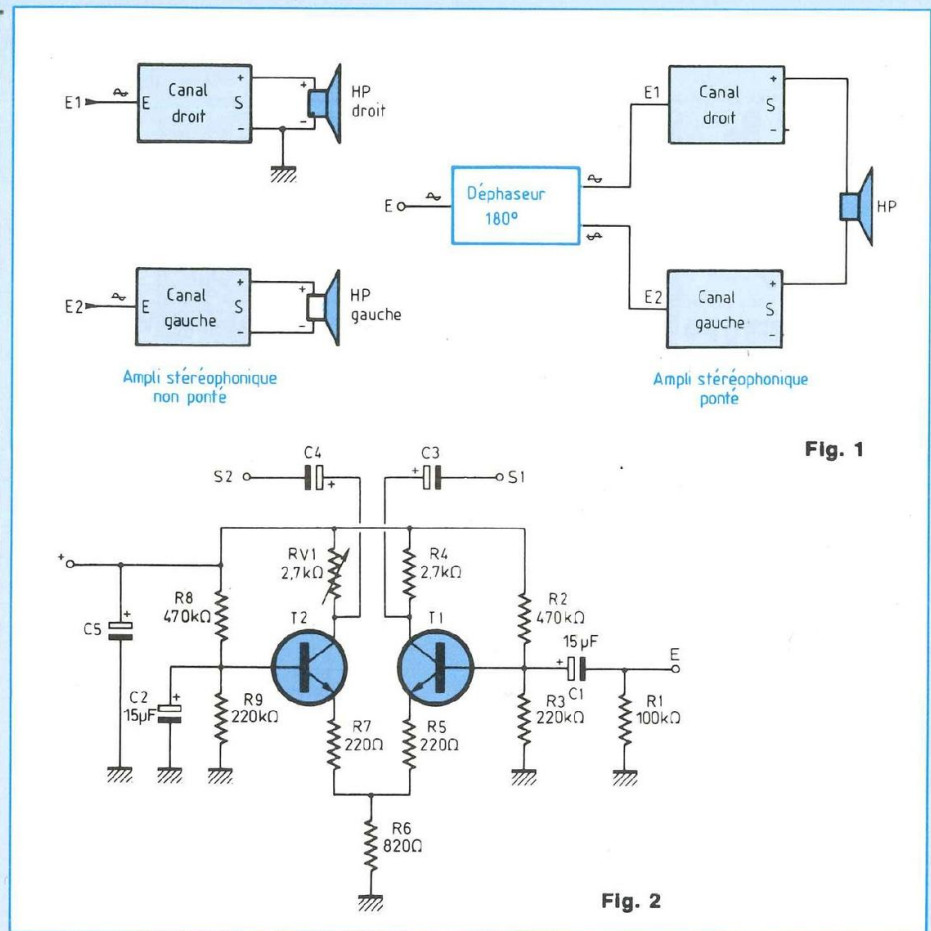 E1
E
Canal
droit
+
S
-
+
-
HP
droit
E2
E
Canal
gauche
+
S
-
+
-
HP
gauche
Ampli stéréophonique
non ponté
E
Déphaseur
180°
E1
Canal
droit
+
S
-
E2
Canal
gauche
+
S
-
HP
Ampli stéréophonique
ponté
Fig. 1
S2
C4
+
C3
+
S1
+
C5
+
R8
470kΩ
RV1
2,7kΩ
R4
2,7kΩ
R2
470kΩ
T2
T1
15µF
+
C1
E
C2
15µF
+
R9
220kΩ
R3
220kΩ
R1
100kΩ
R7
220Ω
R5
220Ω
R6
820Ω
Fig. 2